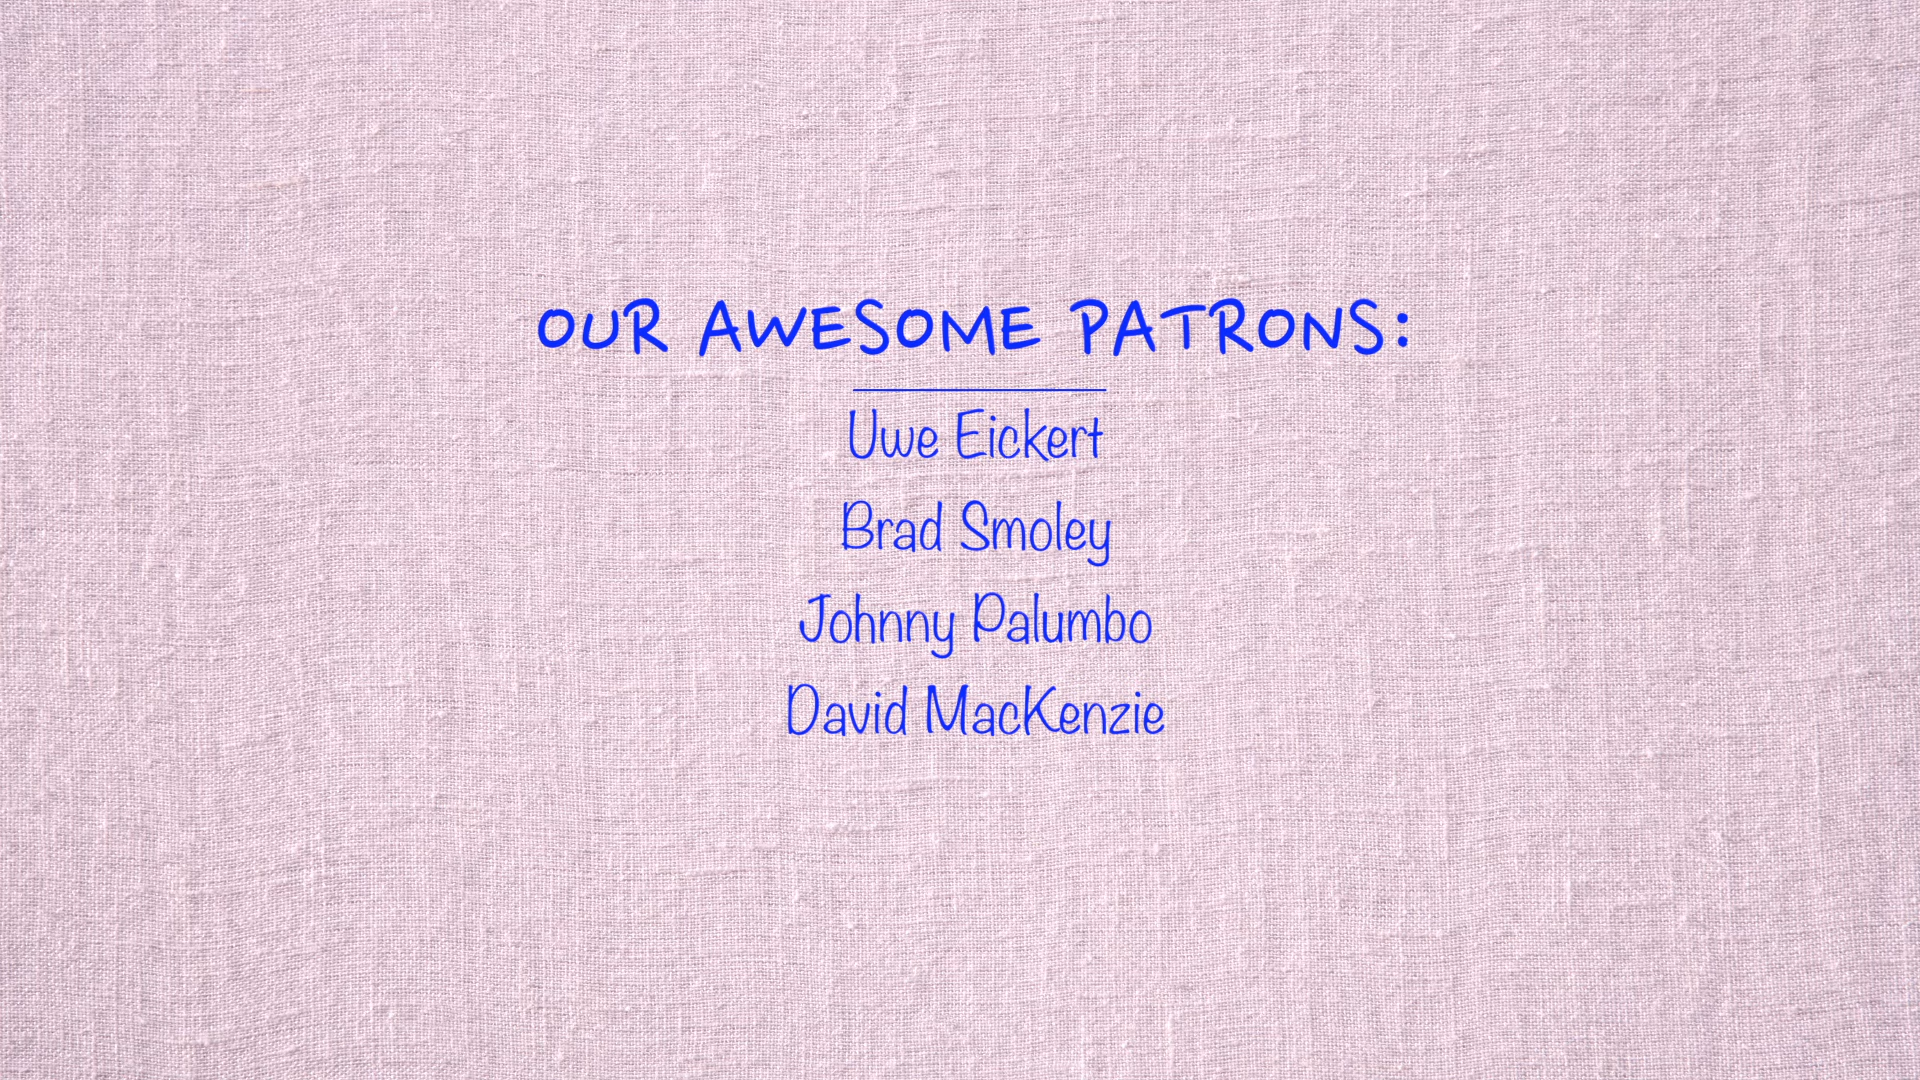 OUR AWESOME PATRONS:
Uwe Eickert
Brad Smoley
Johnny Palumbo
David MacKenzie